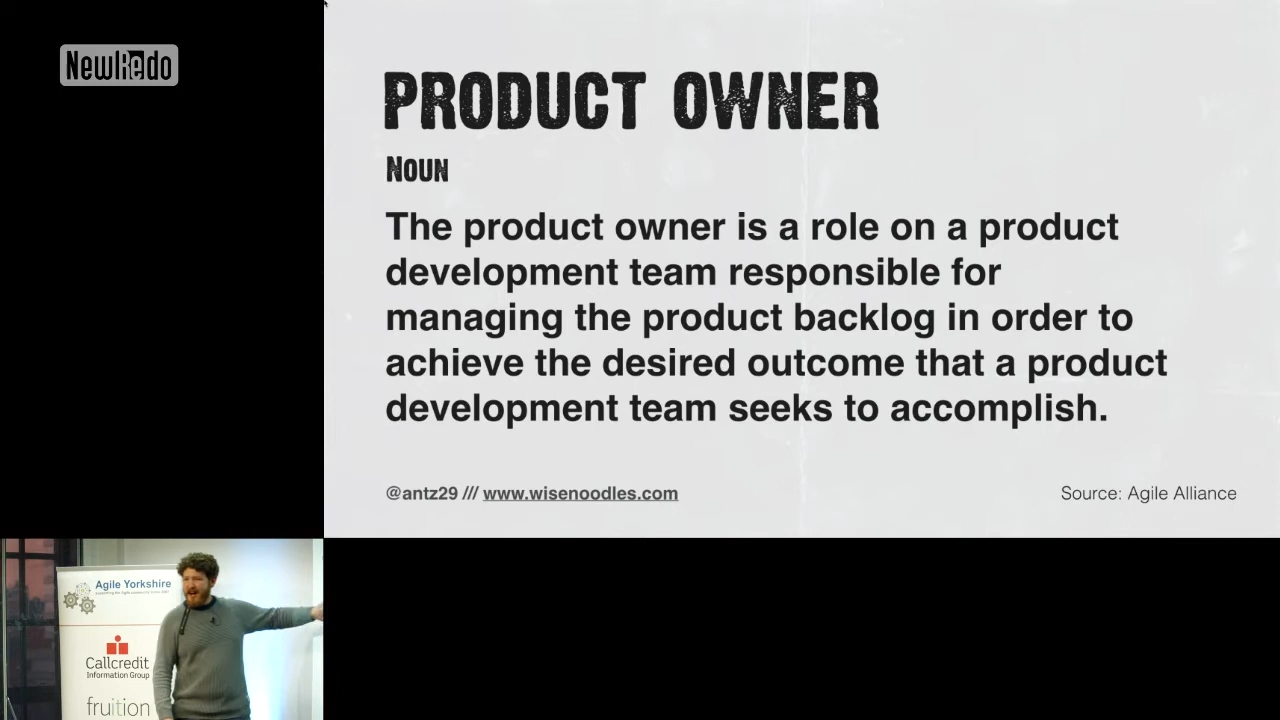 NewRedo
PRODUCT OWNER
NOUN
The product owner is a role on a product
development team responsible for
managing the product backlog in order to
achieve the desired outcome that a product
development team seeks to accomplish.
@antz29 /// www.wisenoodles.com
Source: Agile Alliance
Agile Yorkshire
Callcredit
Information Group
fruition